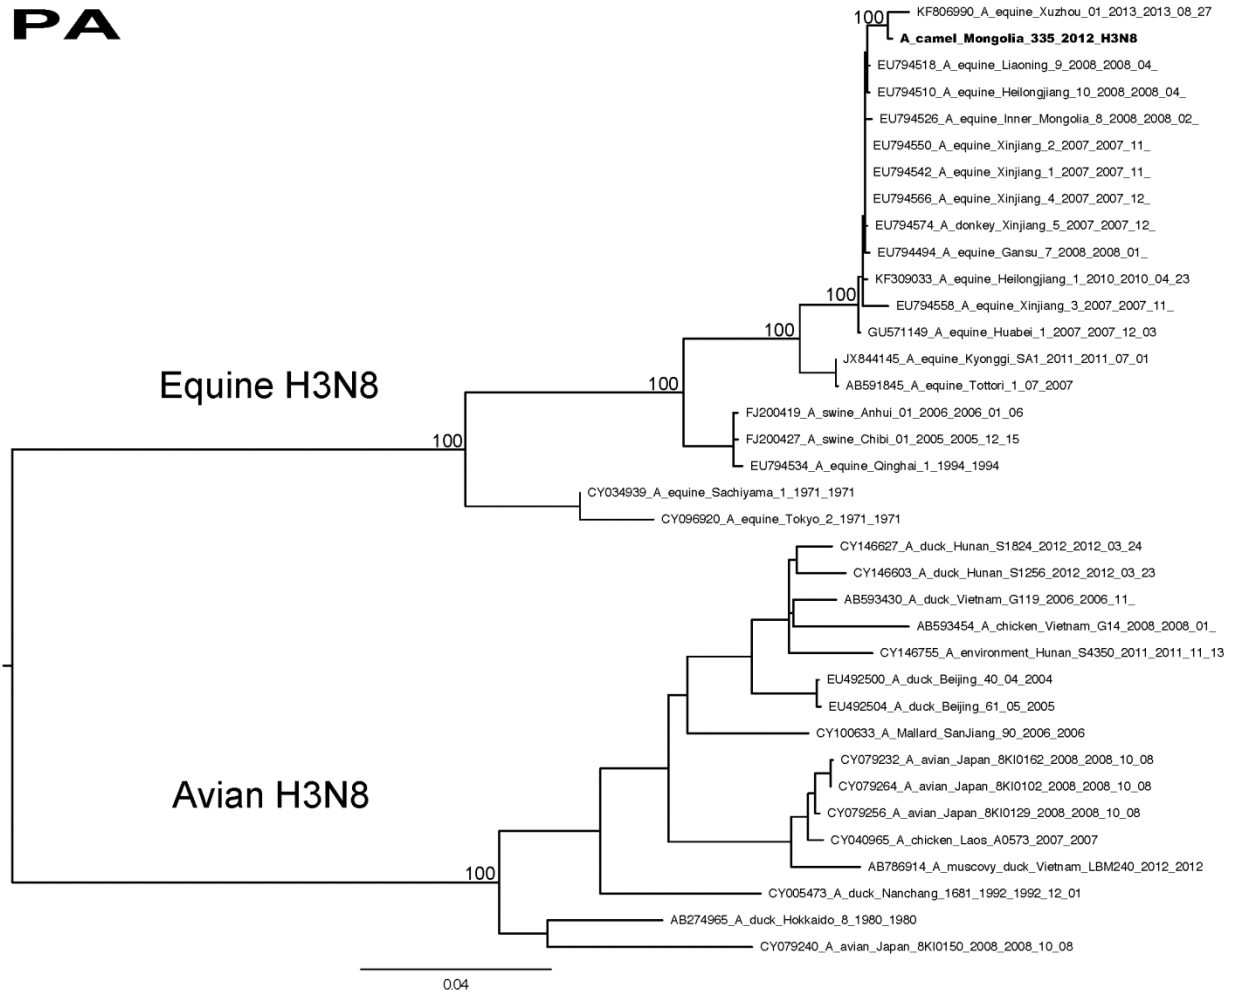 PA
100
KF806990_A_equine_Xuzhou_01_2013_2013_08_27
A_camel_Mongolia_335_2012_H3N8
EU794518_A_equine_Liaoning_9_2008_2008_04_
EU794510_A_equine_Heilongjiang_10_2008_2008_04_
EU794526_A_equine_Inner_Mongolia_8_2008_2008_02_
EU794550_A_equine_Xinjiang_2_2007_2007_11_
EU794542_A_equine_Xinjiang_1_2007_2007_11_
EU794566_A_equine_Xinjiang_4_2007_2007_12_
EU794574_A_donkey_Xinjiang_5_2007_2007_12_
EU794494_A_equine_Gansu_7_2008_2008_01_
KF309033_A_equine_Heilongjiang_1_2010_2010_04_23
100
EU794558_A_equine_Xinjiang_3_2007_2007_11_
100
GU571149_A_equine_Huabei_1_2007_2007_12_03
JX844145_A_equine_Kyonggi_SA1_2011_2011_07_01
Equine H3N8
100
AB591845_A_equine_Tottori_1_07_2007
FJ200419_A_swine_Anhui_01_2006_2006_01_06
100
FJ200427_A_swine_Chibi_01_2005_2005_12_15
EU794534_A_equine_Qinghai_1_1994_1994
CY034939_A_equine_Sachiyama_1_1971_1971
CY096920_A_equine_Tokyo_2_1971_1971
CY146627_A_duck_Hunan_S1824_2012_2012_03_24
CY146603_A_duck_Hunan_S1256_2012_2012_03_23
AB593430_A_duck_Vietnam_G119_2006_2006_11_
AB593454_A_chicken_Vietnam_G14_2008_2008_01_
CY146755_A_environment_Hunan_S4350_2011_2011_11_13
EU492500_A_duck_Beijing_40_04_2004
EU492504_A_duck_Beijing_61_05_2005
CY100633_A_Mallard_SanJiang_90_2006_2006
CY079232_A_avian_Japan_8KI0162_2008_2008_10_08
CY079264_A_avian_Japan_8KI0102_2008_2008_10_08
Avian H3N8
CY079256_A_avian_Japan_8KI0129_2008_2008_10_08
CY040965_A_chicken_Laos_A0573_2007_2007
100
AB786914_A_muscovy_duck_Vietnam_LBM240_2012_2012
CY005473_A_duck_Nanchang_1681_1992_1992_12_01
AB274965_A_duck_Hokkaido_8_1980_1980
CY079240_A_avian_Japan_8KI0150_2008_2008_10_08
0.04